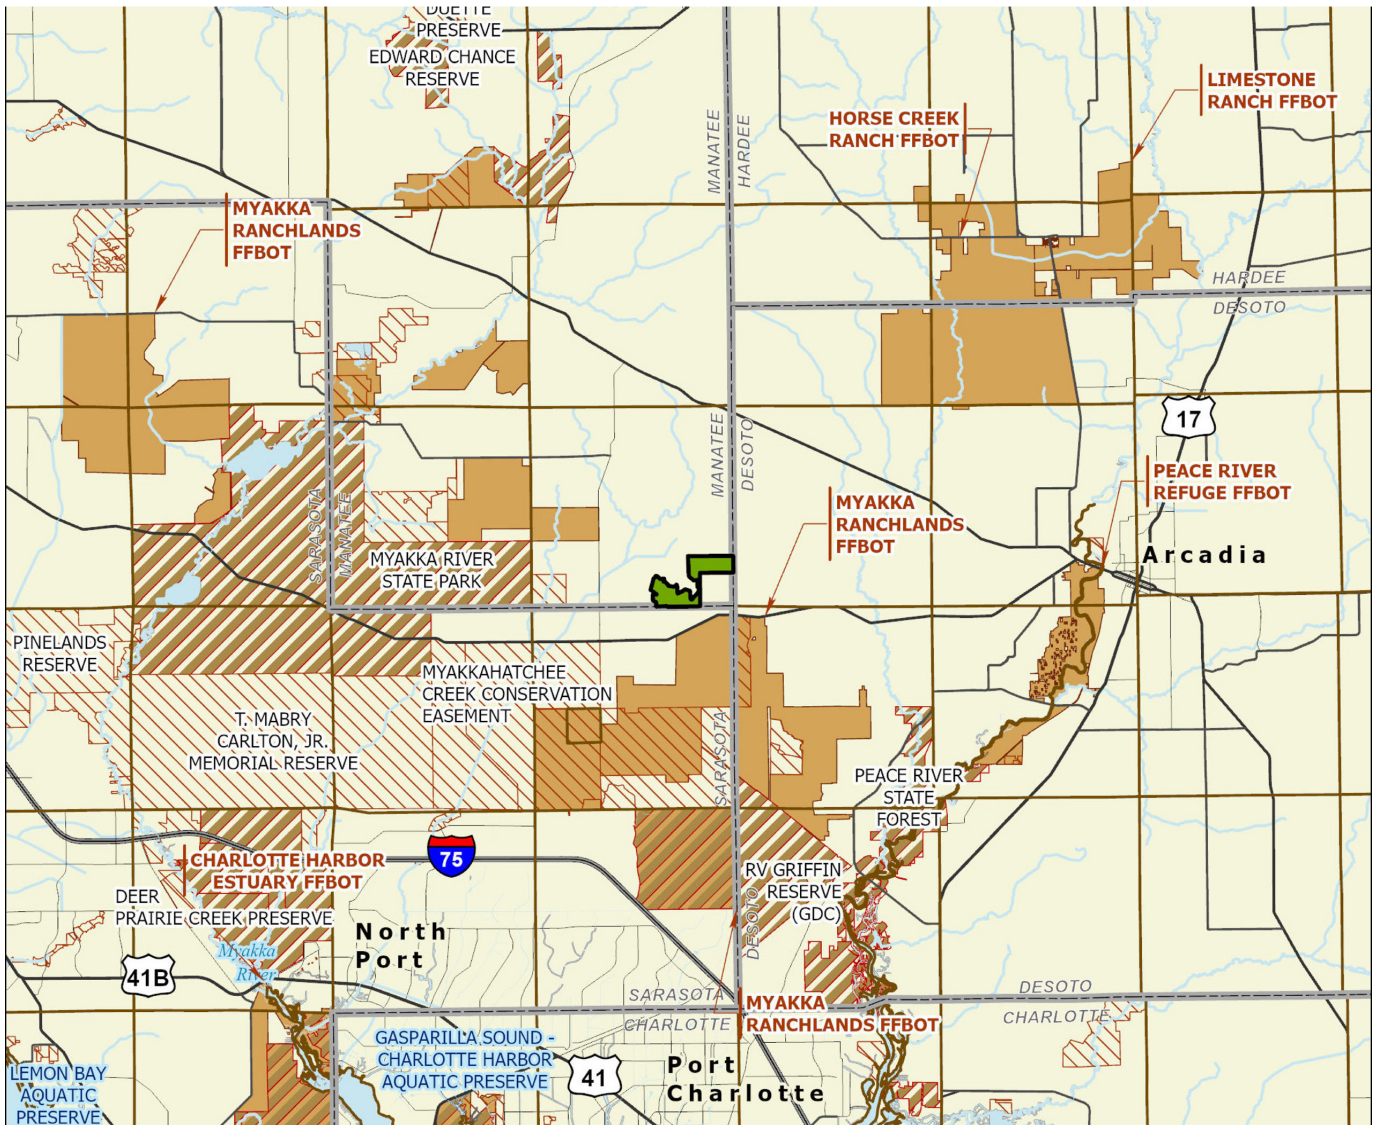 DUETTE
PRESERVE
EDWARD CHANCE
RESERVE
LIMESTONE
RANCH FFBOT
HORSE CREEK
RANCH FFBOT
MANATEE
HARDEE
MYAKKA
RANCHLANDS
FFBOT
HARDEE
DESOTO
17
MANATEE
DESOTO
PEACE RIVER
REFUGE FFBOT
MYAKKA
RANCHLANDS
FFBOT
SARASOTA
MANATEE
Arcadia
MYAKKA RIVER
STATE PARK
PINELANDS
RESERVE
MYAKKAHATCHEE
CREEK CONSERVATION
EASEMENT
T. MABRY
CARLTON, JR.
MEMORIAL RESERVE
SARASOTA
DESOTO
PEACE RIVER
STATE
FOREST
75
CHARLOTTE HARBOR
ESTUARY FFBOT
RV GRIFFIN
RESERVE
(GDC)
DEER
PRAIRIE CREEK PRESERVE
North
Port
Myakka
River
41B
SARASOTA
CHARLOTTE
DESOTO
CHARLOTTE
MYAKKA
RANCHLANDS FFBOT
GASPARILLA SOUND -
CHARLOTTE HARBOR
AQUATIC PRESERVE
41
Port
Charlotte
LEMON BAY
AQUATIC
PRESERVE